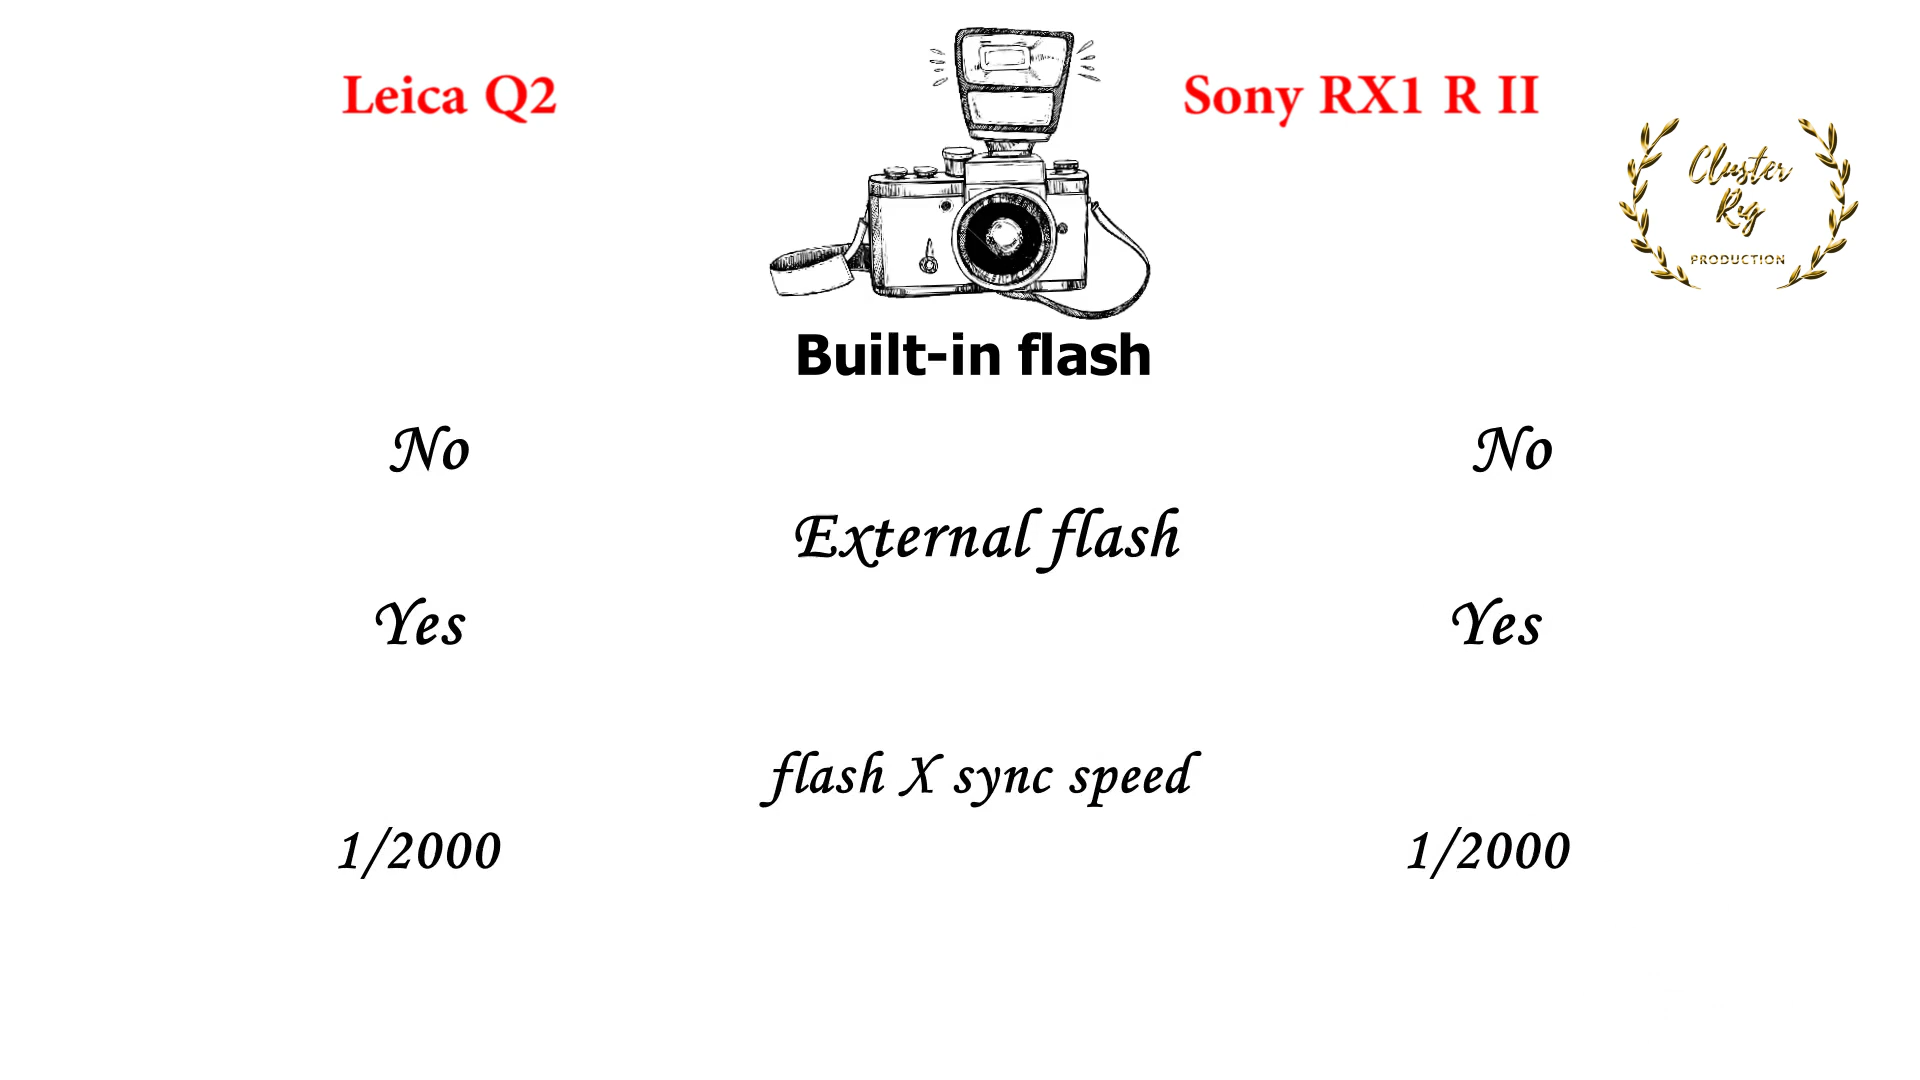 Leica Q2
Sony RX1 R II
Cluster
Rig
PRODUCTION
Built-in flash
No
No
External flash
Yes
Yes
flash X sync speed
1/2000
1/2000